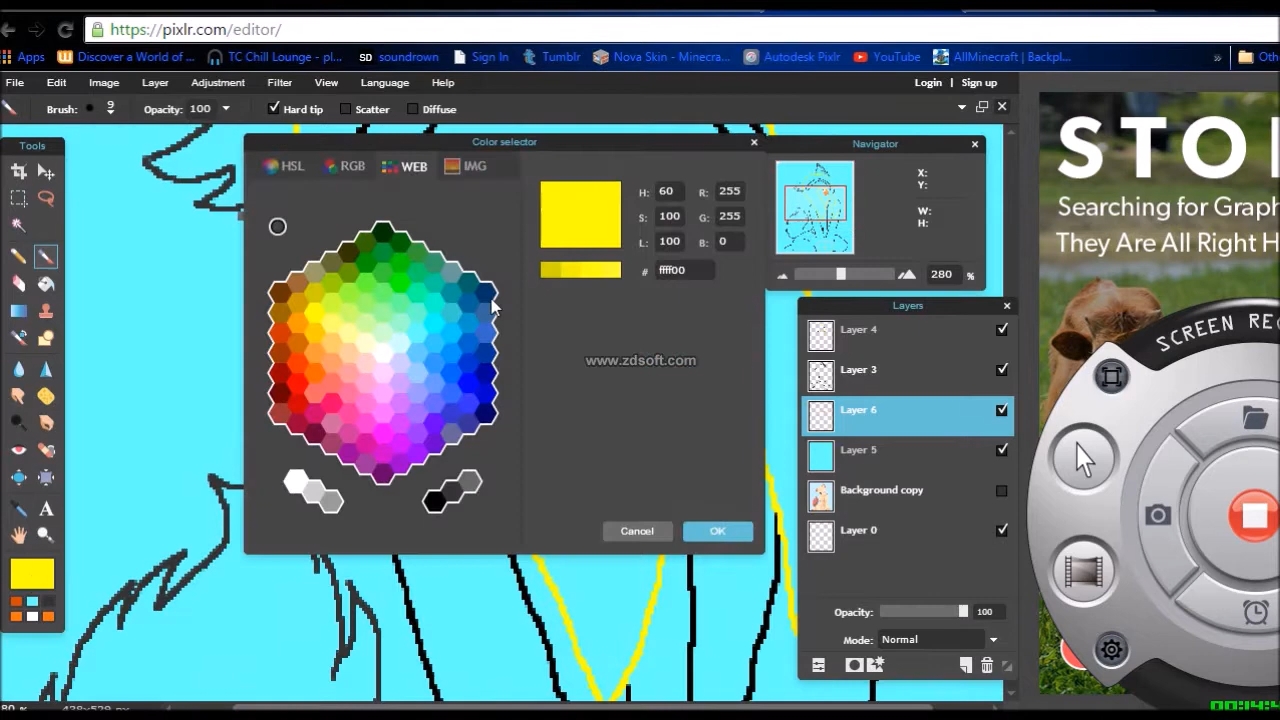 https://pixlr.com/editor/
Apps
Discover a World of ...
TC Chill Lounge - pl...
SD soundrown
Sign In
Tumblr
Nova Skin - Minecra...
Autodesk Pixlr
YouTube
AllMinecraft | Backpl...
»
Oth
File Edit Image Layer Adjustment Filter View Language Help
Login | Sign up
Brush: 9 Opacity: 100 Hard tip Scatter Diffuse
Tools
Color selector
HSL RGB WEB IMG
H: 60 R: 255
S: 100 G: 255
L: 100 B: 0
# ffff00
www.zdsoft.com
Cancel OK
Navigator
X:
Y:
W:
H:
280 %
Layers
Layer 4
Layer 3
Layer 6
Layer 5
Background copy
Layer 0
Opacity: 100
Mode: Normal
STO
Searching for Graph
They Are All Right H
SCREEN REC